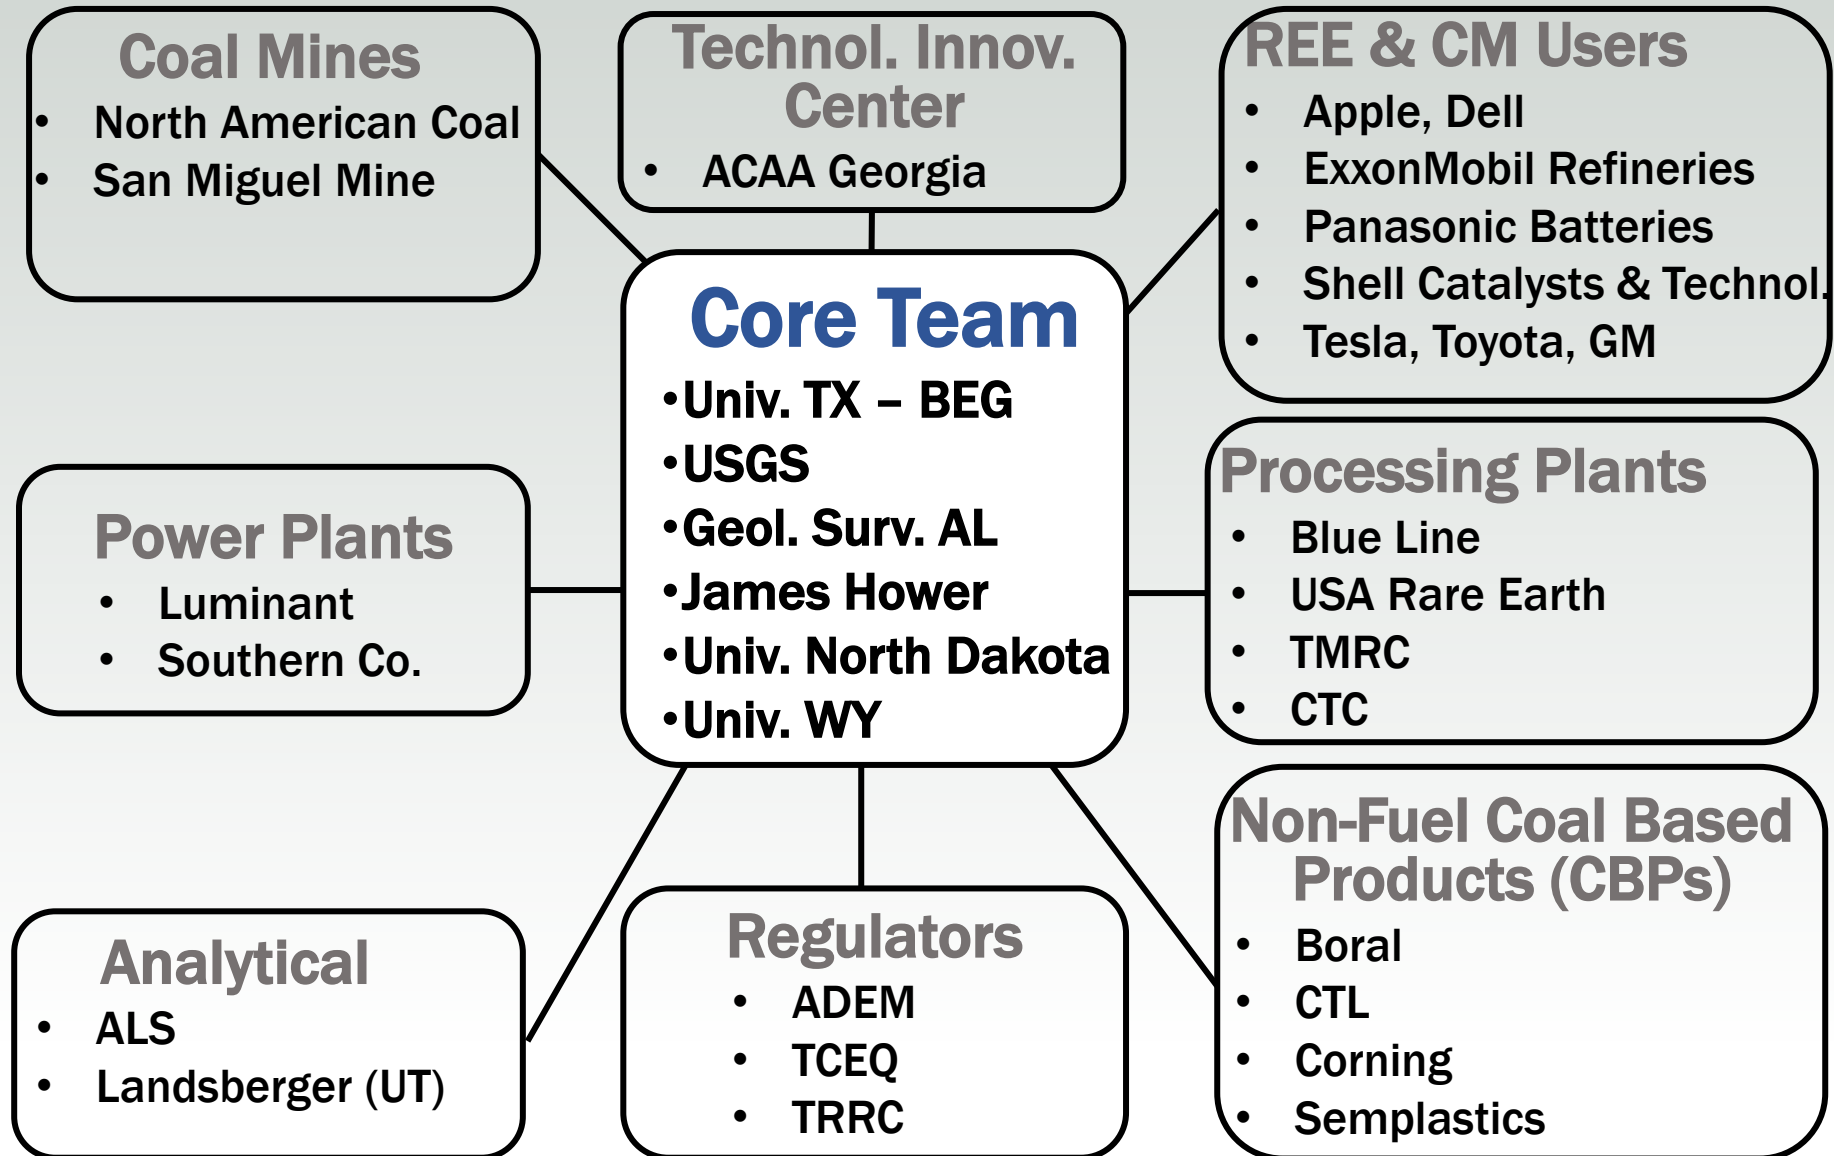 Coal Mines
• North American Coal
• San Miguel Mine
Technol. Innov.
Center
• ACAA Georgia
REE & CM Users
• Apple, Dell
• ExxonMobil Refineries
• Panasonic Batteries
• Shell Catalysts & Technol.
• Tesla, Toyota, GM
Core Team
•Univ. TX – BEG
•USGS
•Geol. Surv. AL
•James Hower
•Univ. North Dakota
•Univ. WY
Power Plants
• Luminant
• Southern Co.
Processing Plants
• Blue Line
• USA Rare Earth
• TMRC
• CTC
Analytical
• ALS
• Landsberger (UT)
Regulators
• ADEM
• TCEQ
• TRRC
Non-Fuel Coal Based
Products (CBPs)
• Boral
• CTL
• Corning
• Semplastics